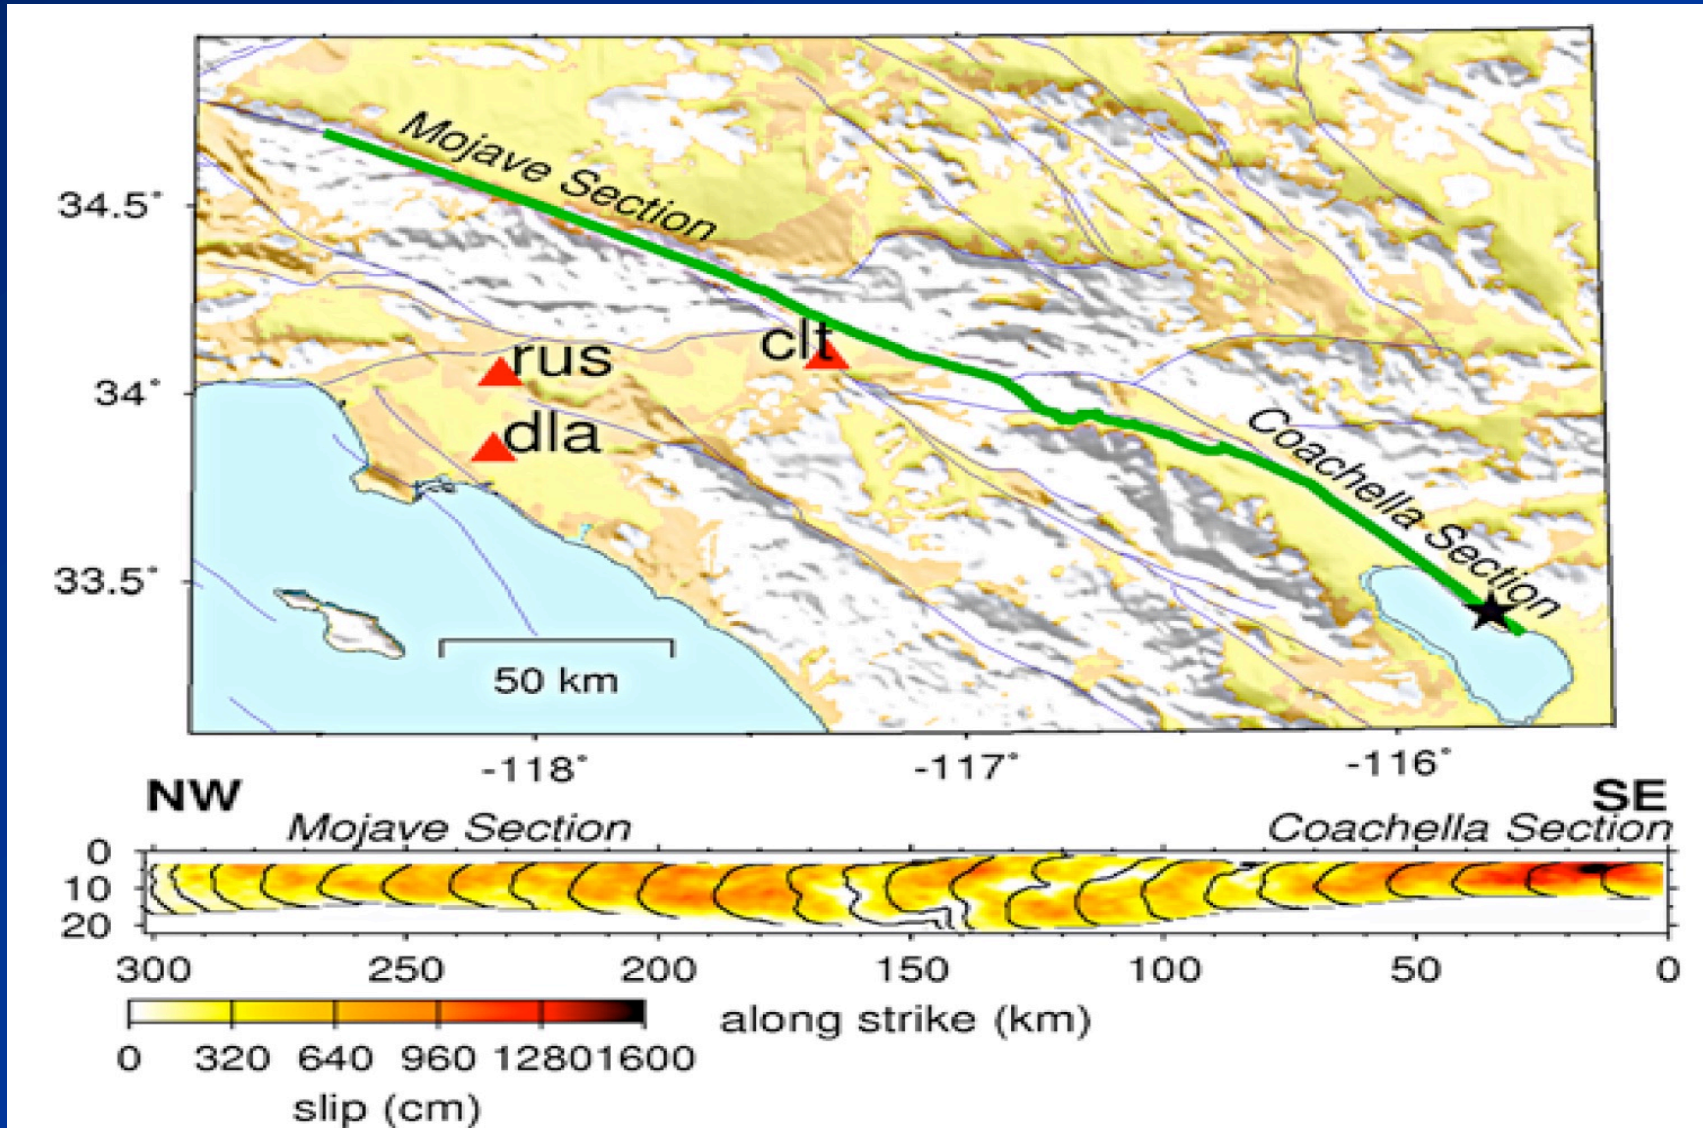 Mojave Section
34.5°
clt
rus
34°
dla
Coachella Section
33.5°
50 km
-118°
-117°
-116°
NW
SE
Mojave Section
Coachella Section
0
10
20
300 250 200 150 100 50 0
along strike (km)
0 320 640 960 1280 1600
slip (cm)